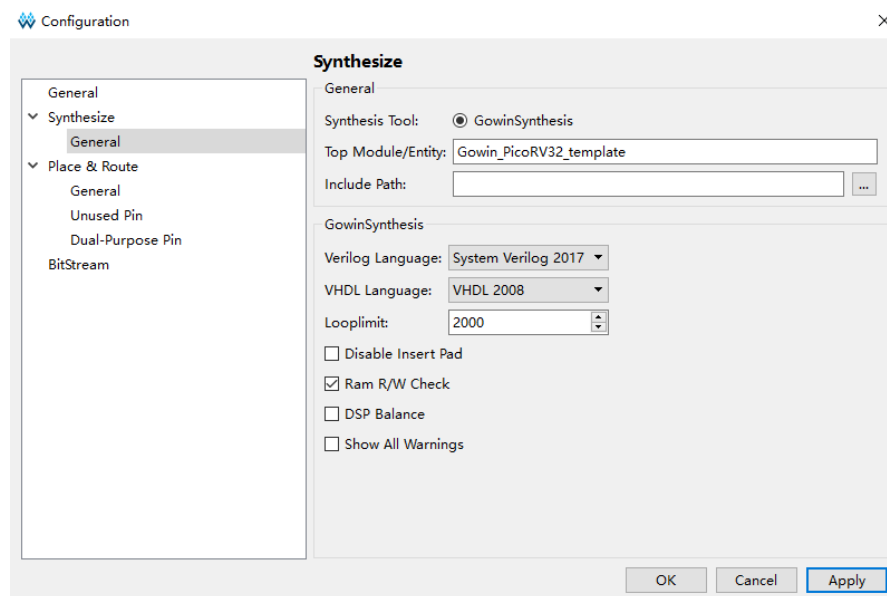 Configuration
Synthesize
General
Synthesize
General
Place & Route
General
Unused Pin
Dual-Purpose Pin
BitStream
General
Synthesis Tool: GowinSynthesis
Top Module/Entity: Gowin_PicoRV32_template
Include Path: ...
GowinSynthesis
Verilog Language: System Verilog 2017
VHDL Language: VHDL 2008
Looplimit: 2000
Disable Insert Pad
Ram R/W Check
DSP Balance
Show All Warnings
OK Cancel Apply